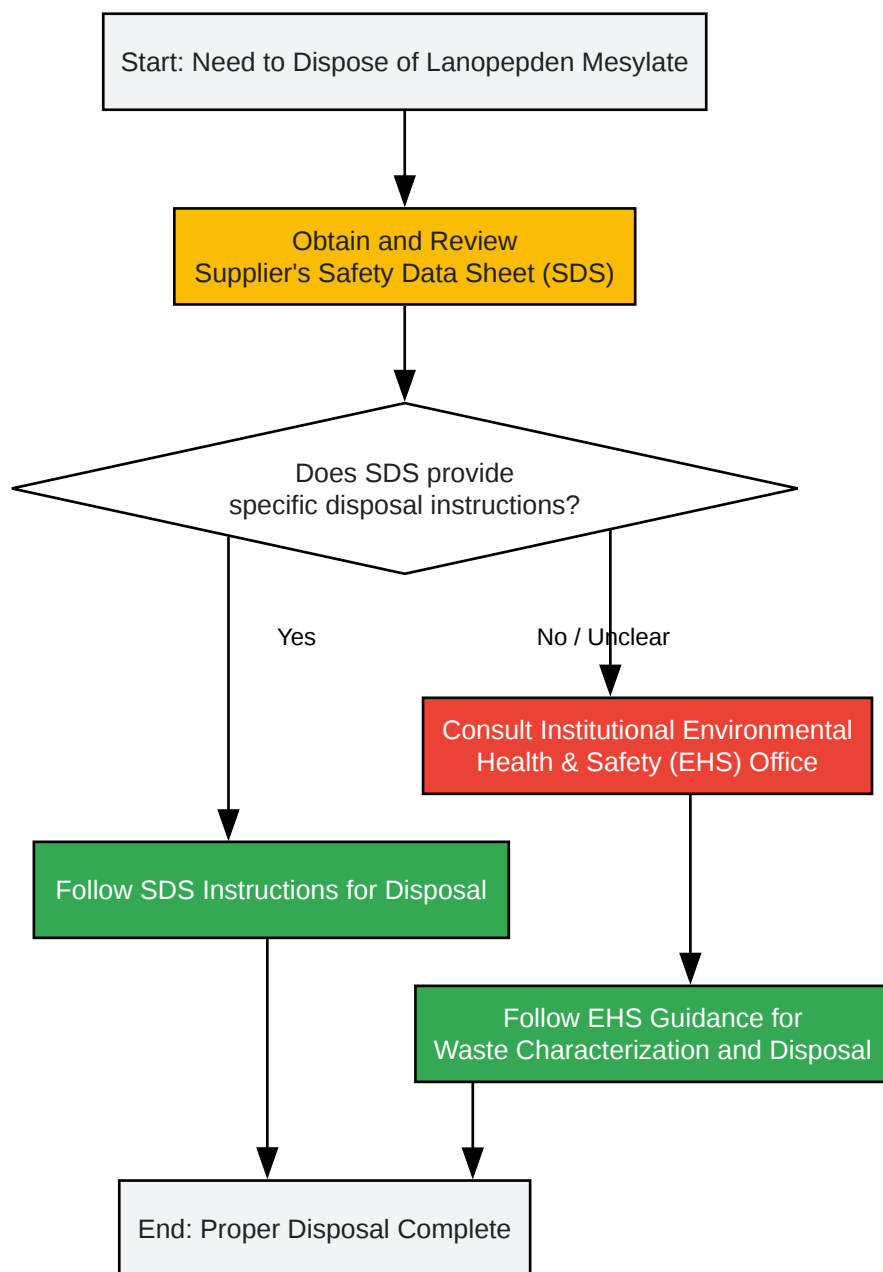 Start: Need to Dispose of Lanopepden Mesylate
Obtain and Review
Supplier's Safety Data Sheet (SDS)
Does SDS provide
specific disposal instructions?
Yes
No / Unclear
Consult Institutional Environmental
Health & Safety (EHS) Office
Follow SDS Instructions for Disposal
Follow EHS Guidance for
Waste Characterization and Disposal
End: Proper Disposal Complete